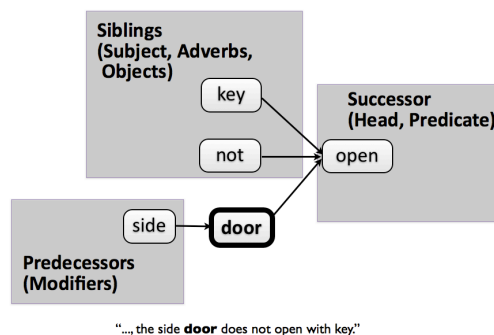 Siblings
(Subject, Adverbs,
Objects)
key
Successor
(Head, Predicate)
not
open
side
door
Predecessors
(Modifiers)
“..., the side door does not open with key.”